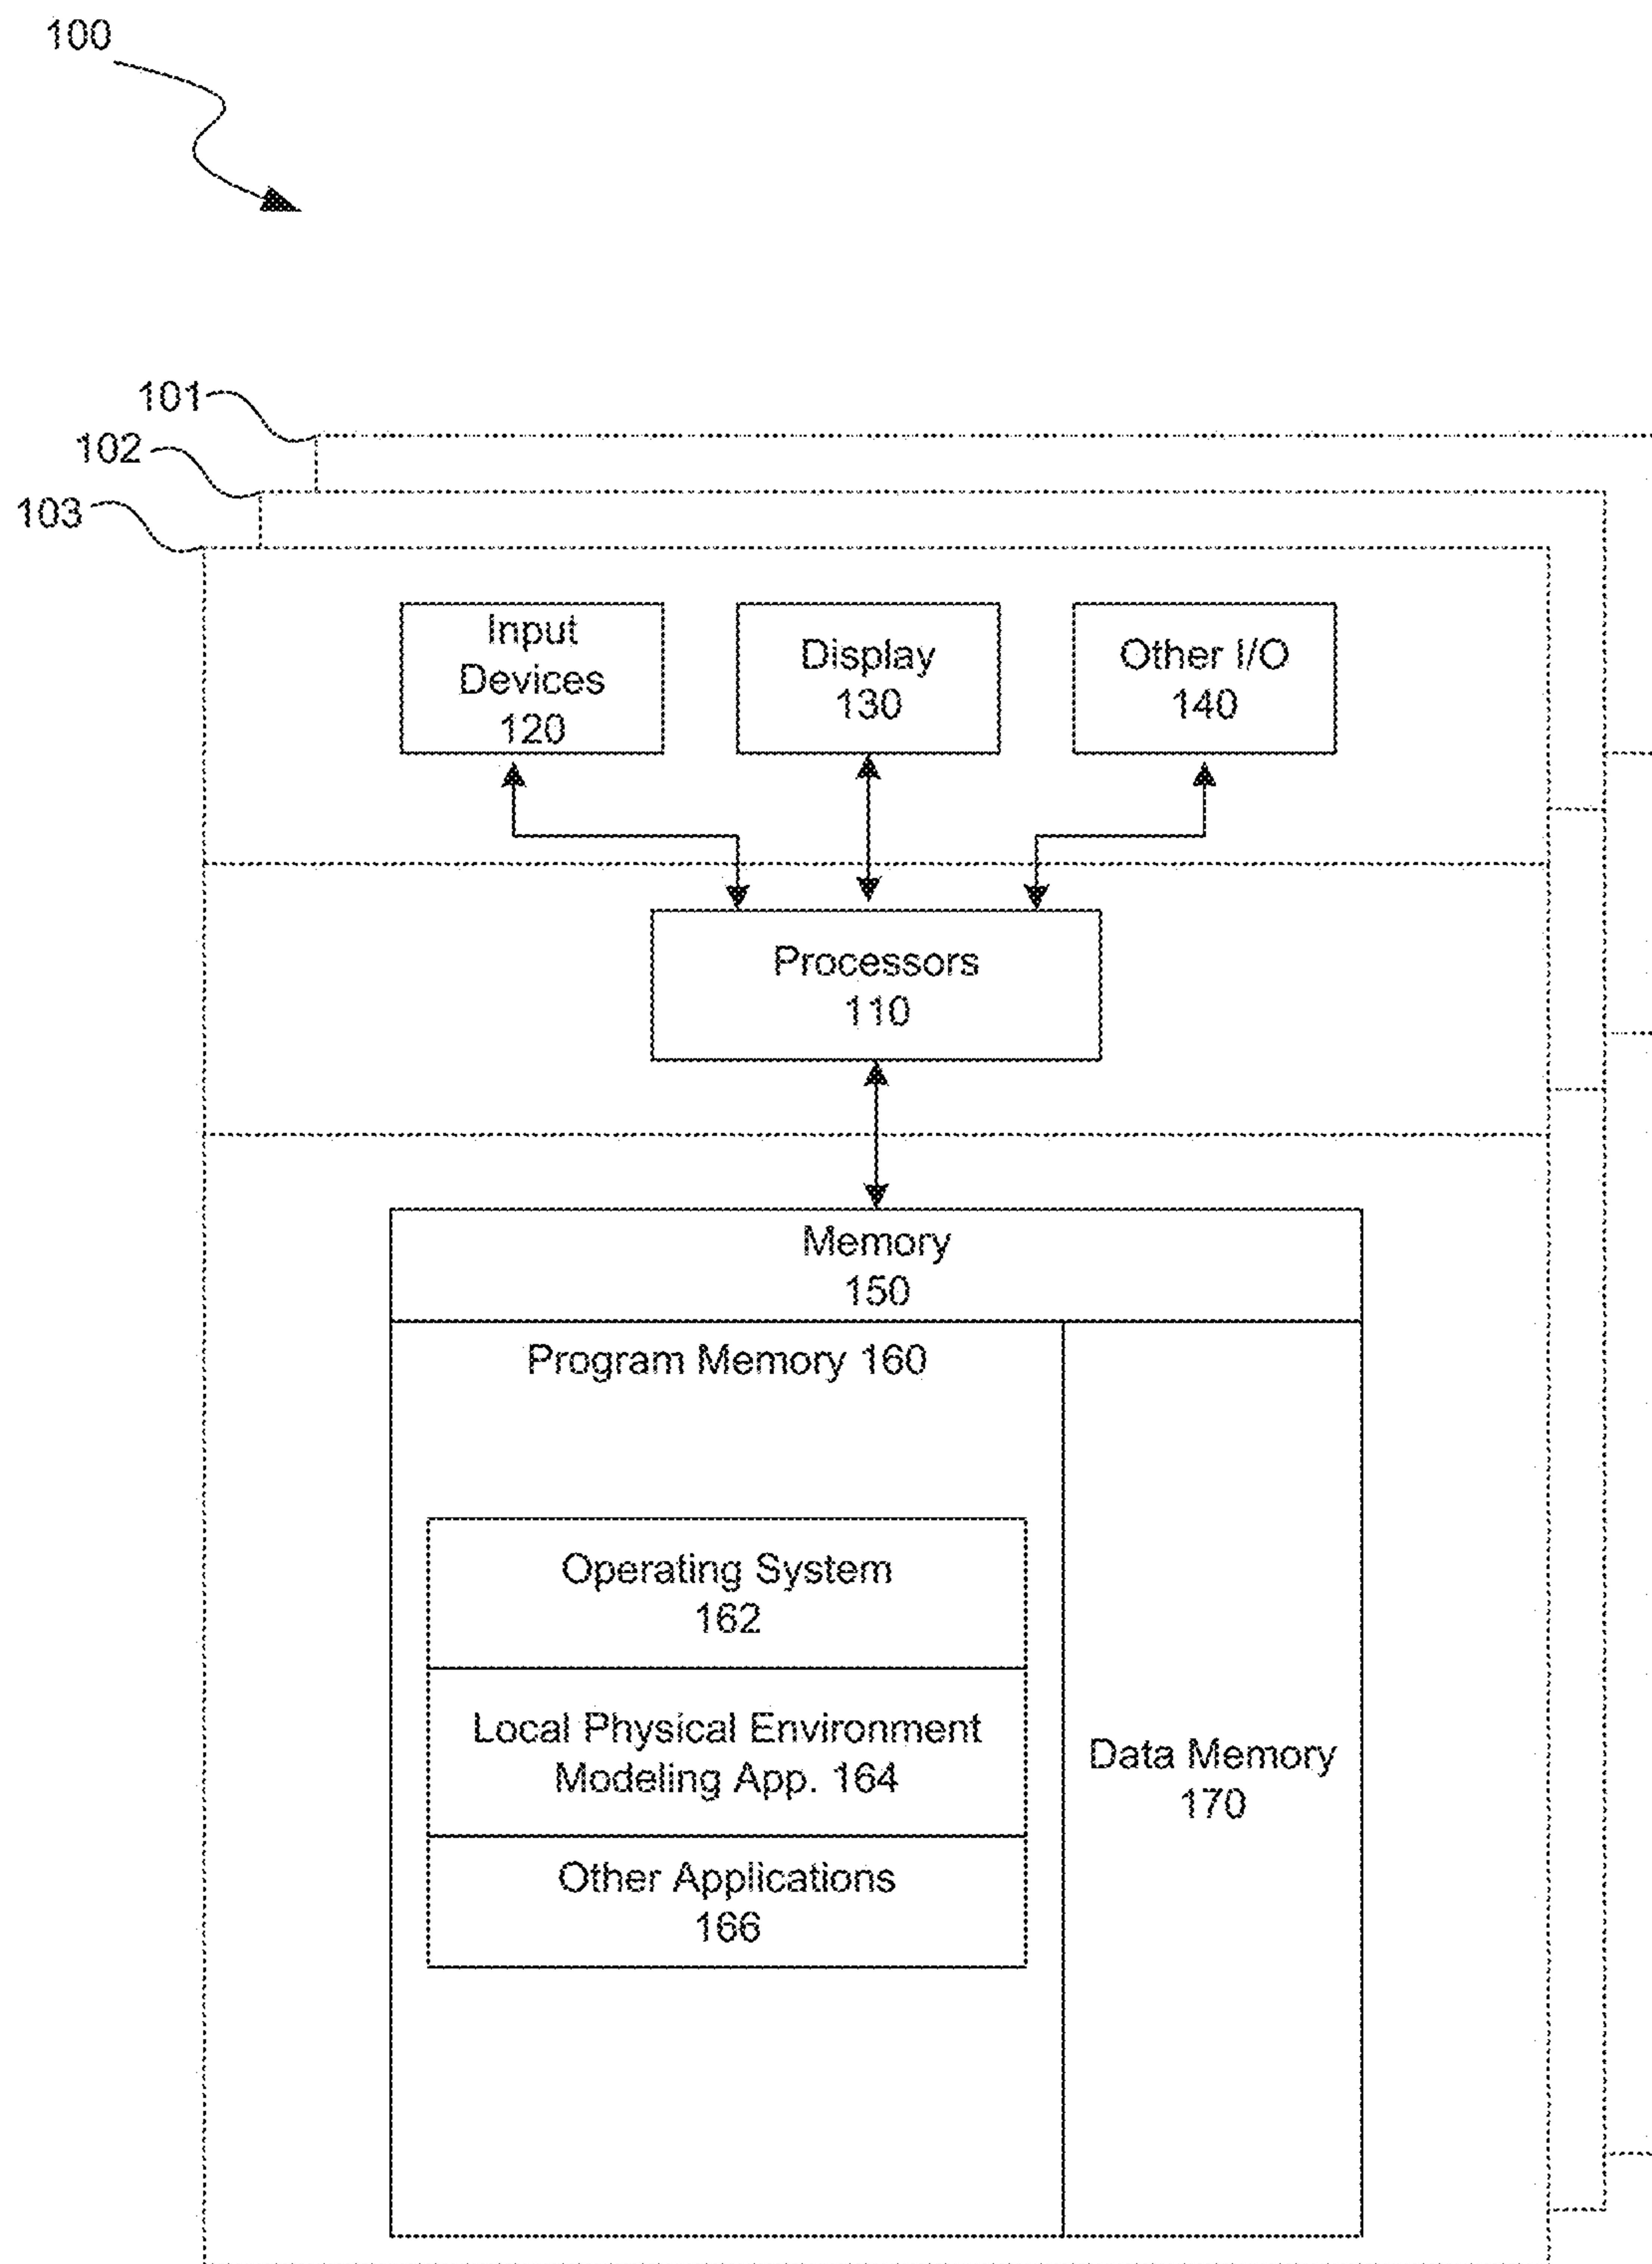 100
101
102
103
Input
Devices
120
Display
130
Other I/O
140
Processors
110
Memory
150
Program Memory 160
Operating System
162
Local Physical Environment
Modeling App. 164
Other Applications
166
Data Memory
170